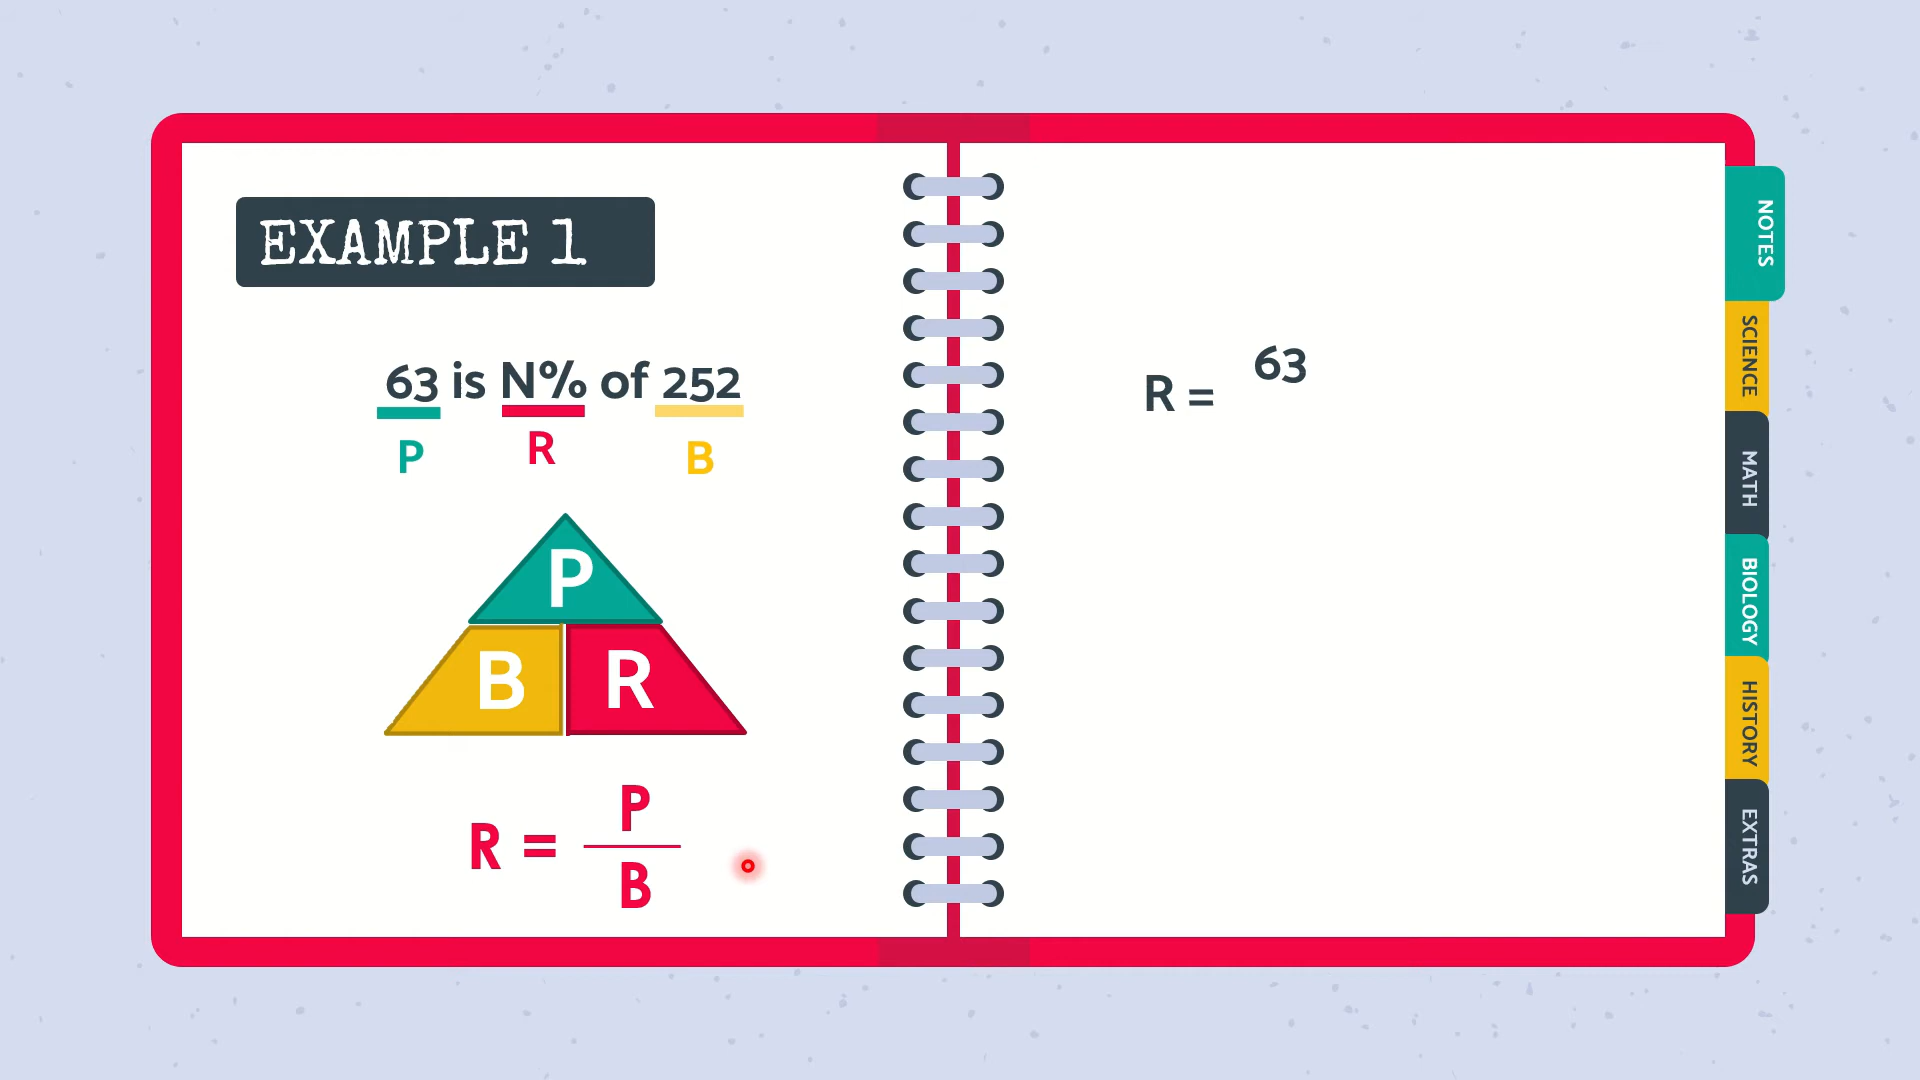 EXAMPLE 1
63 is N% of 252
P R B
P
B R
R = P
B
R = 63
NOTES
SCIENCE
MATH
BIOLOGY
HISTORY
EXTRAS